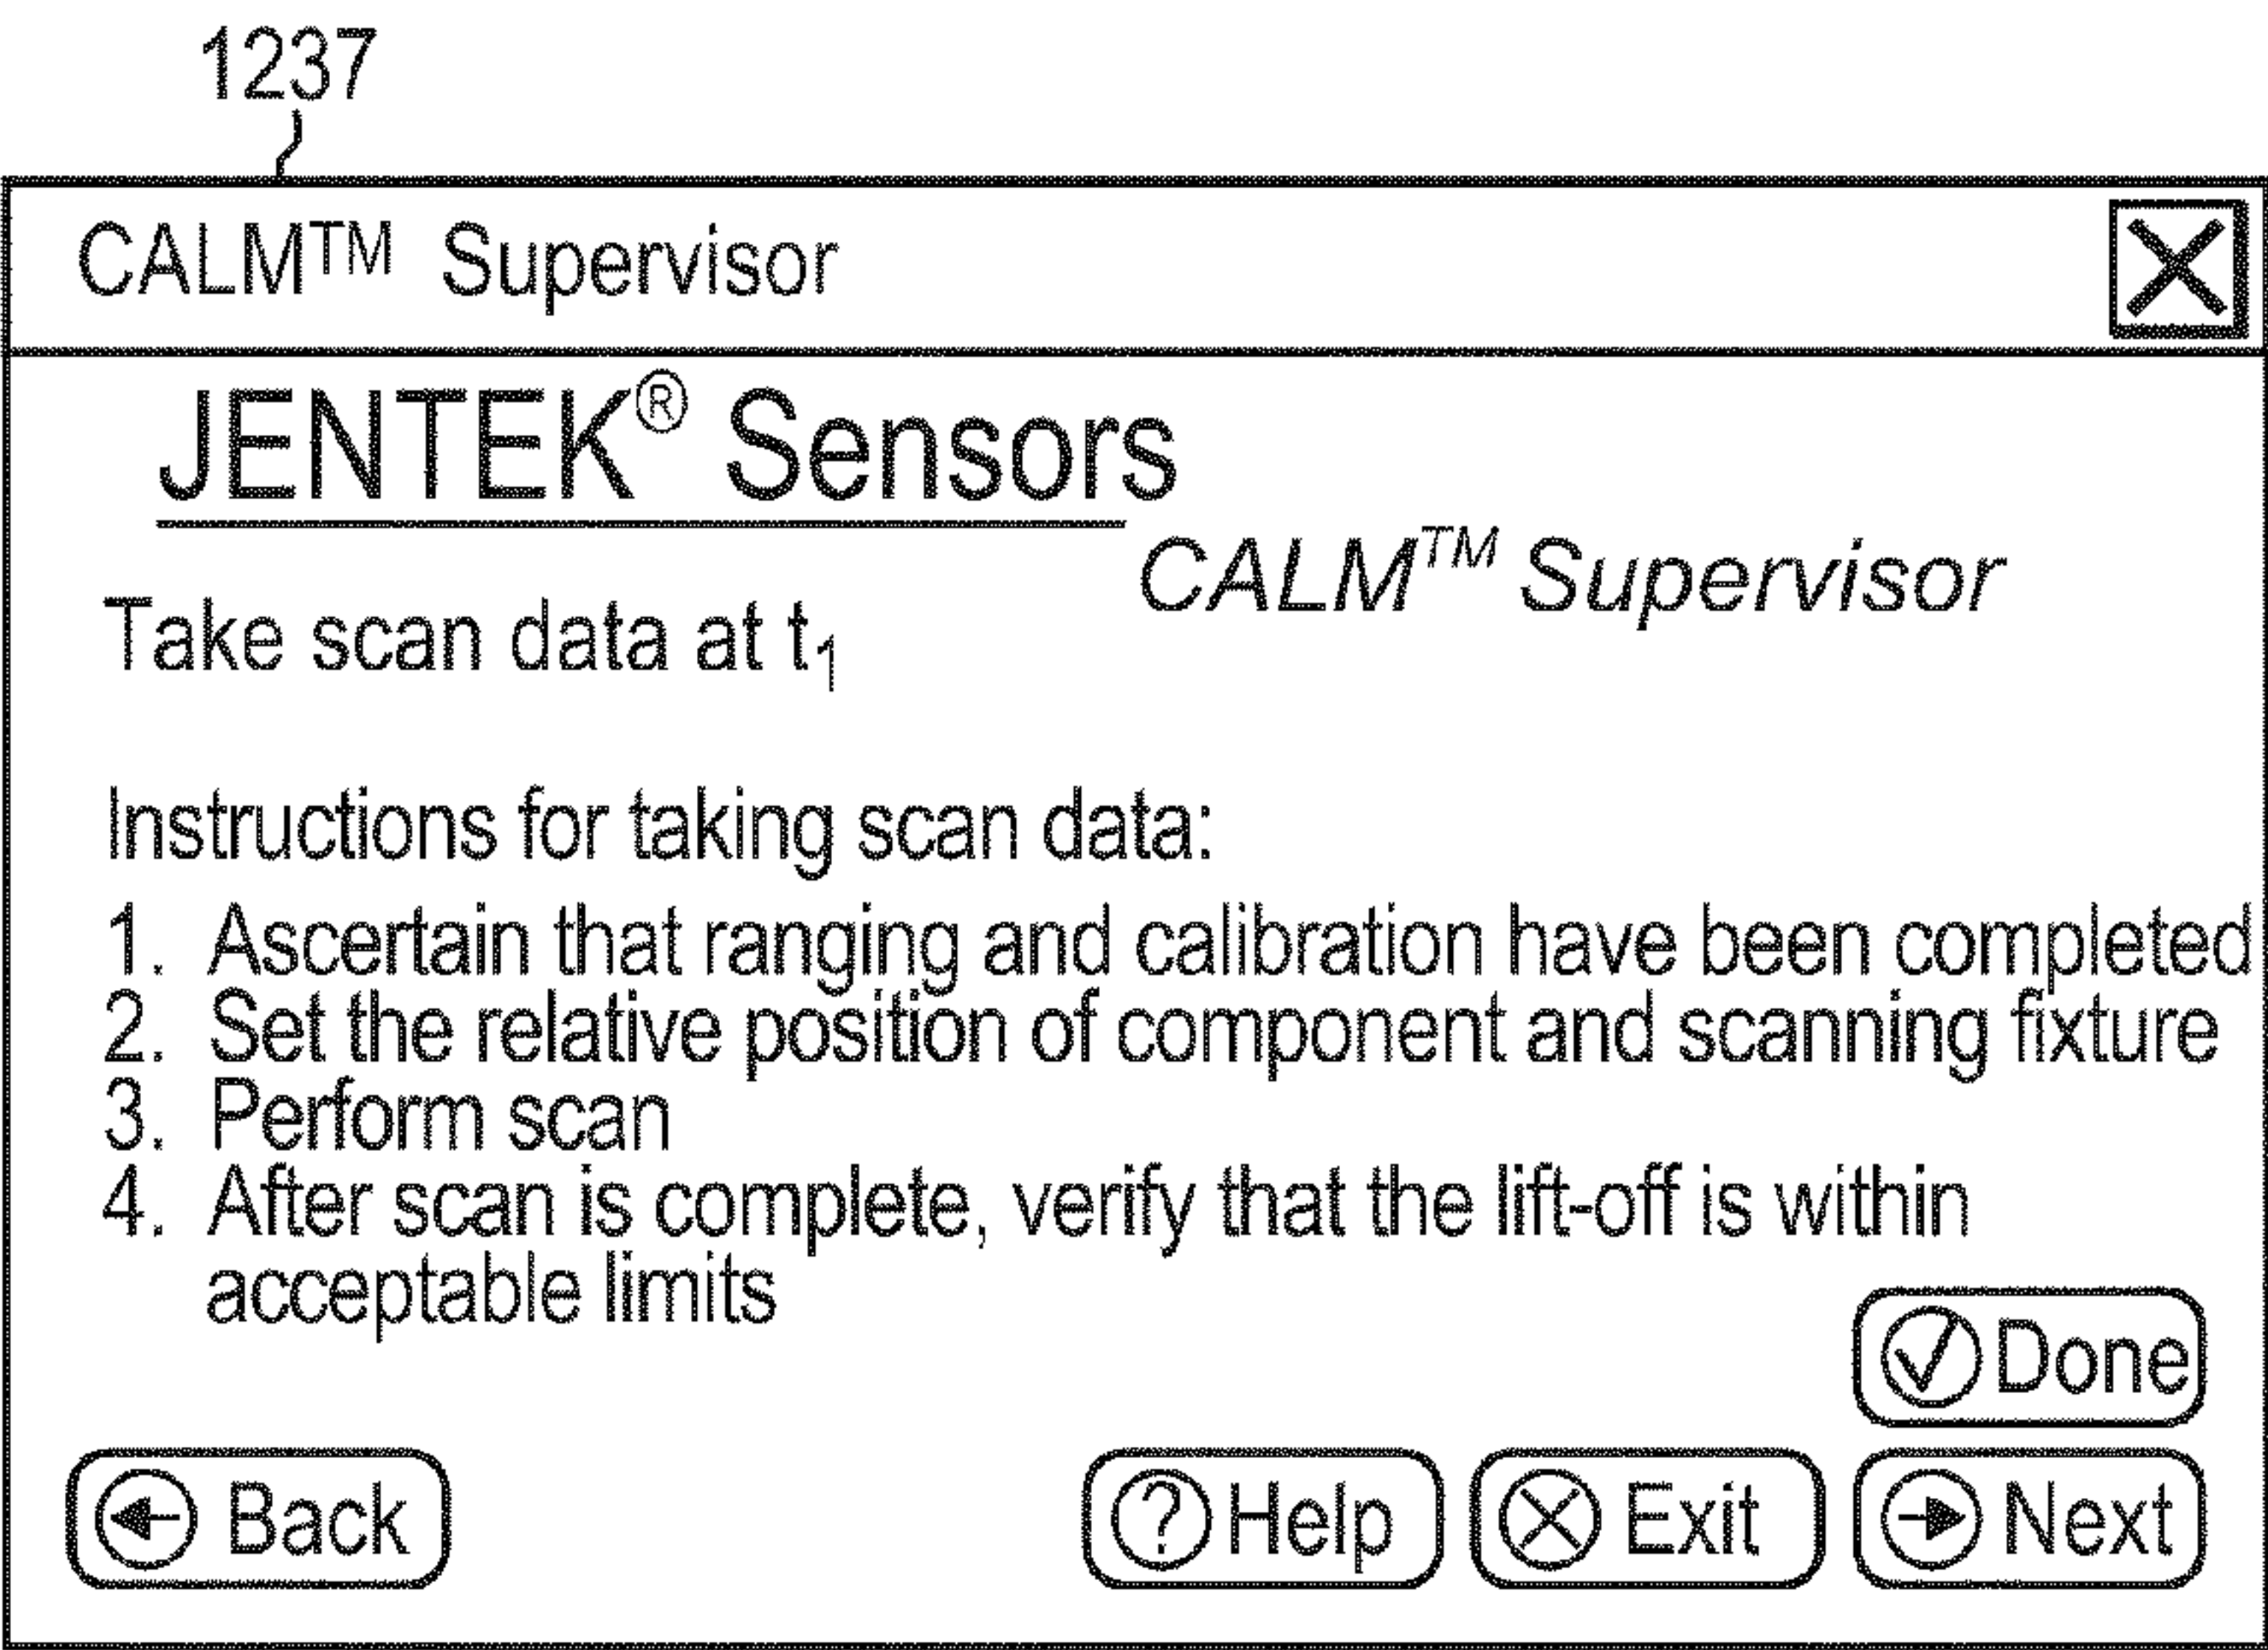 1237
CALM™ Supervisor
JENTEK® Sensors
CALM™ Supervisor
Take scan data at t₁
Instructions for taking scan data:
1. Ascertain that ranging and calibration have been completed
2. Set the relative position of component and scanning fixture
3. Perform scan
4. After scan is complete, verify that the lift-off is within
acceptable limits
Done
Back
Help
Exit
Next